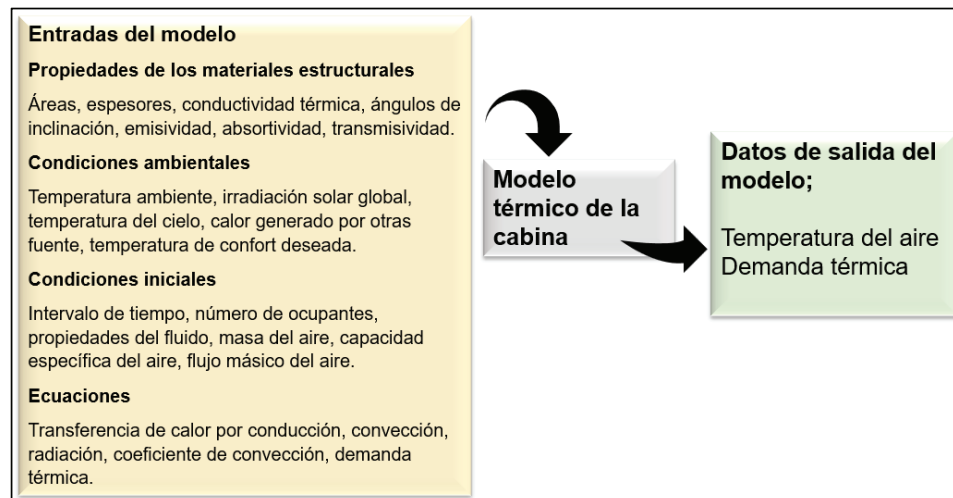 Entradas del modelo
Propiedades de los materiales estructurales
Áreas, espesores, conductividad térmica, ángulos de
inclinación, emisividad, absortividad, transmisividad.
Condiciones ambientales
Temperatura ambiente, irradiación solar global,
temperatura del cielo, calor generado por otras
fuente, temperatura de confort deseada.
Condiciones iniciales
Intervalo de tiempo, número de ocupantes,
propiedades del fluido, masa del aire, capacidad
específica del aire, flujo másico del aire.
Ecuaciones
Transferencia de calor por conducción, convección,
radiación, coeficiente de convección, demanda
térmica.
Modelo
térmico de la
cabina
Datos de salida del
modelo;
Temperatura del aire
Demanda térmica